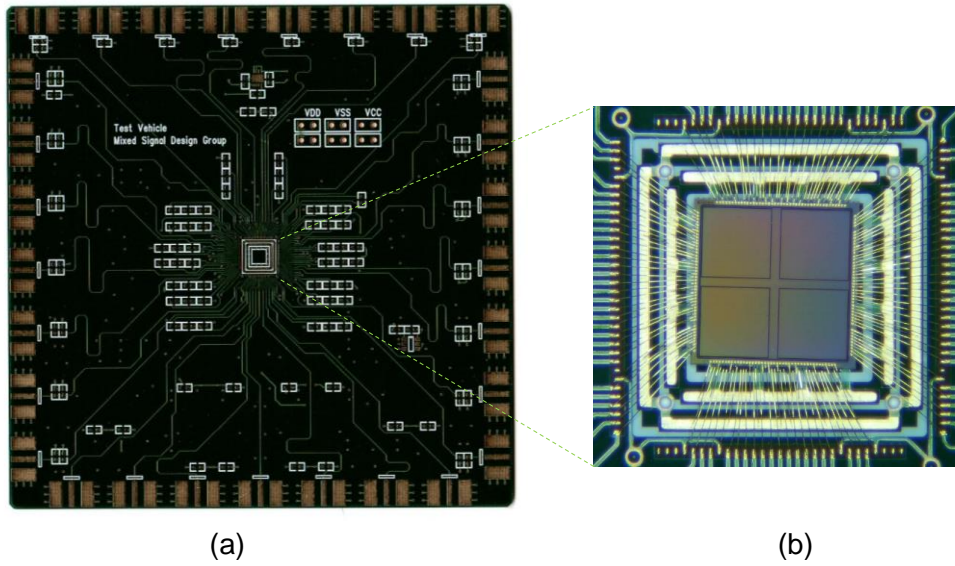 VDD VSS VCC
Test Vehicle
Mixed Signal Design Group
(a)
(b)